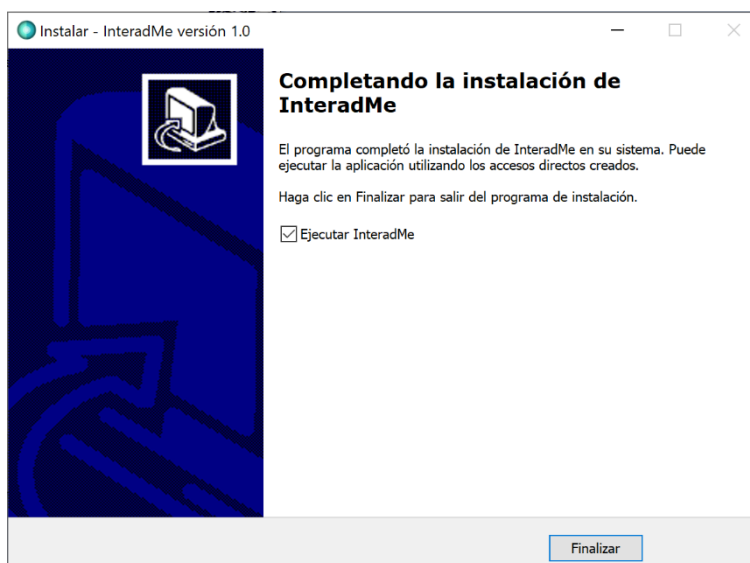 Instalar - InteradMe versión 1.0
Completando la instalación de
InteradMe
El programa completó la instalación de InteradMe en su sistema. Puede
ejecutar la aplicación utilizando los accesos directos creados.
Haga clic en Finalizar para salir del programa de instalación.
Ejecutar InteradMe
Finalizar